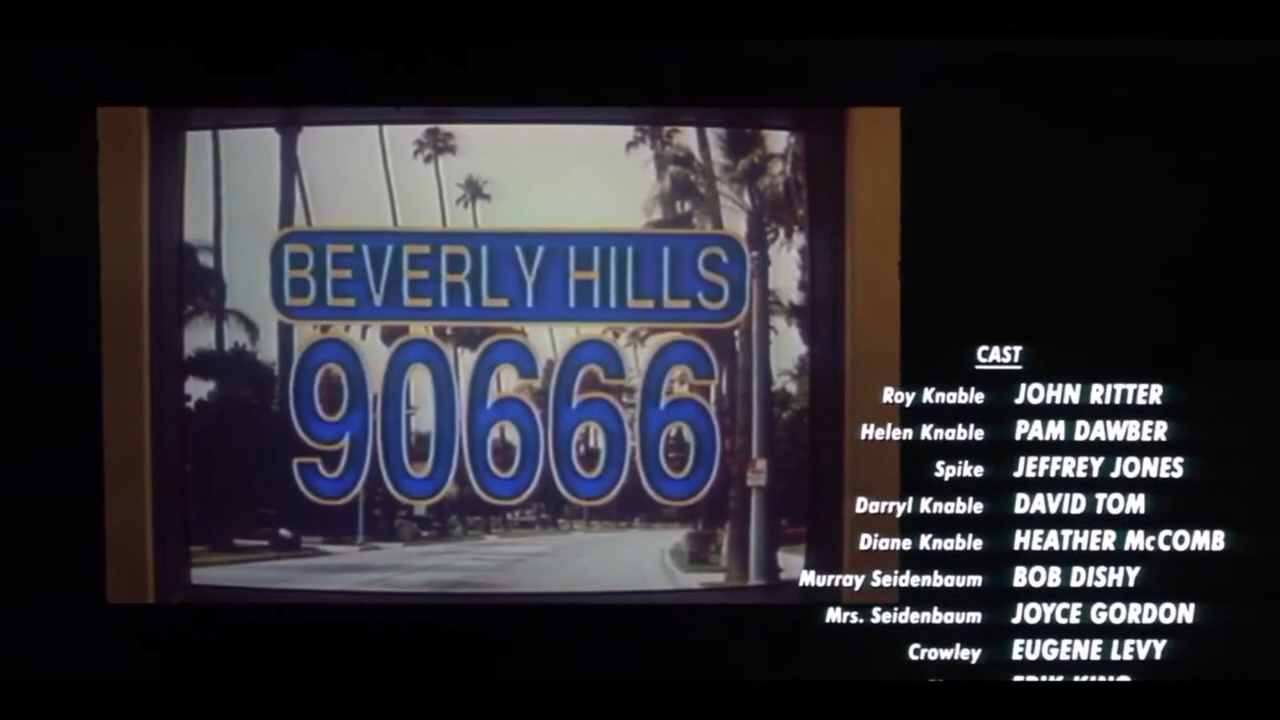 BEVERLY HILLS
90666
CAST
Roy Knable JOHN RITTER
Helen Knable PAM DAWBER
Spike JEFFREY JONES
Darryl Knable DAVID TOM
Diane Knable HEATHER McCOMB
Murray Seidenbaum BOB DISHY
Mrs. Seidenbaum JOYCE GORDON
Crowley EUGENE LEVY